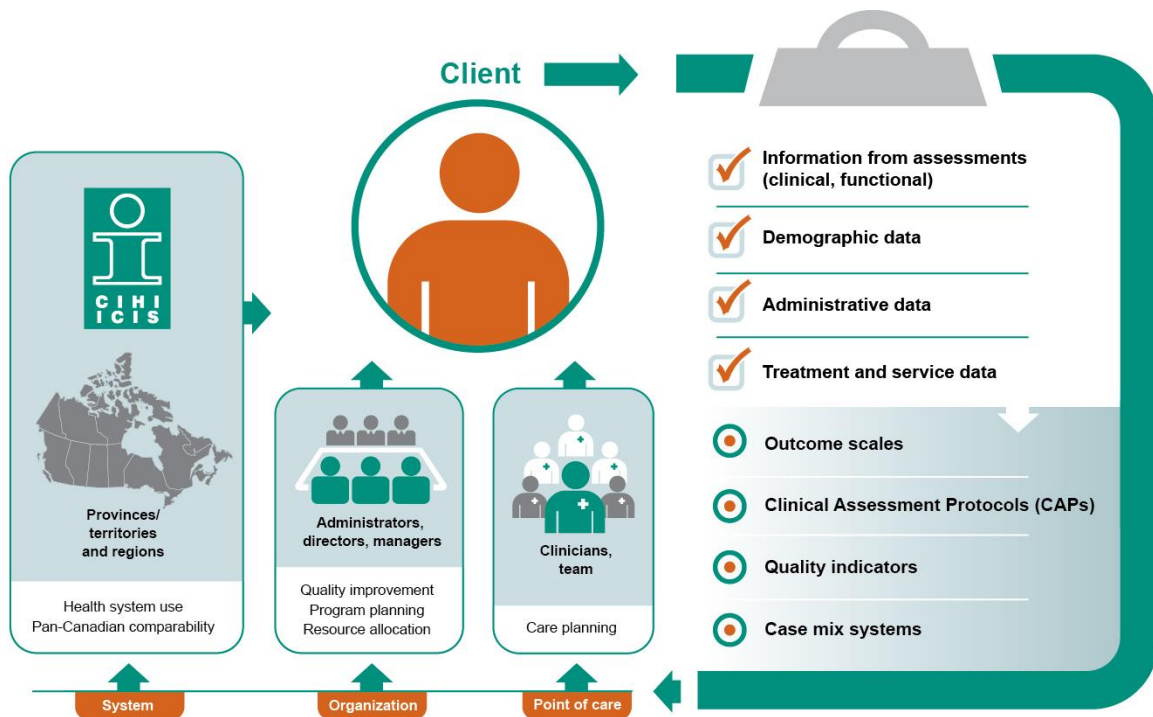 Client
Information from assessments
(clinical, functional)
Demographic data
Administrative data
Treatment and service data
Outcome scales
Clinical Assessment Protocols (CAPs)
Quality indicators
Case mix systems
CIHI
ICIS
Provinces/
territories
and regions
Health system use
Pan-Canadian comparability
Administrators,
directors, managers
Quality improvement
Program planning
Resource allocation
Clinicians,
team
Care planning
System
Organization
Point of care